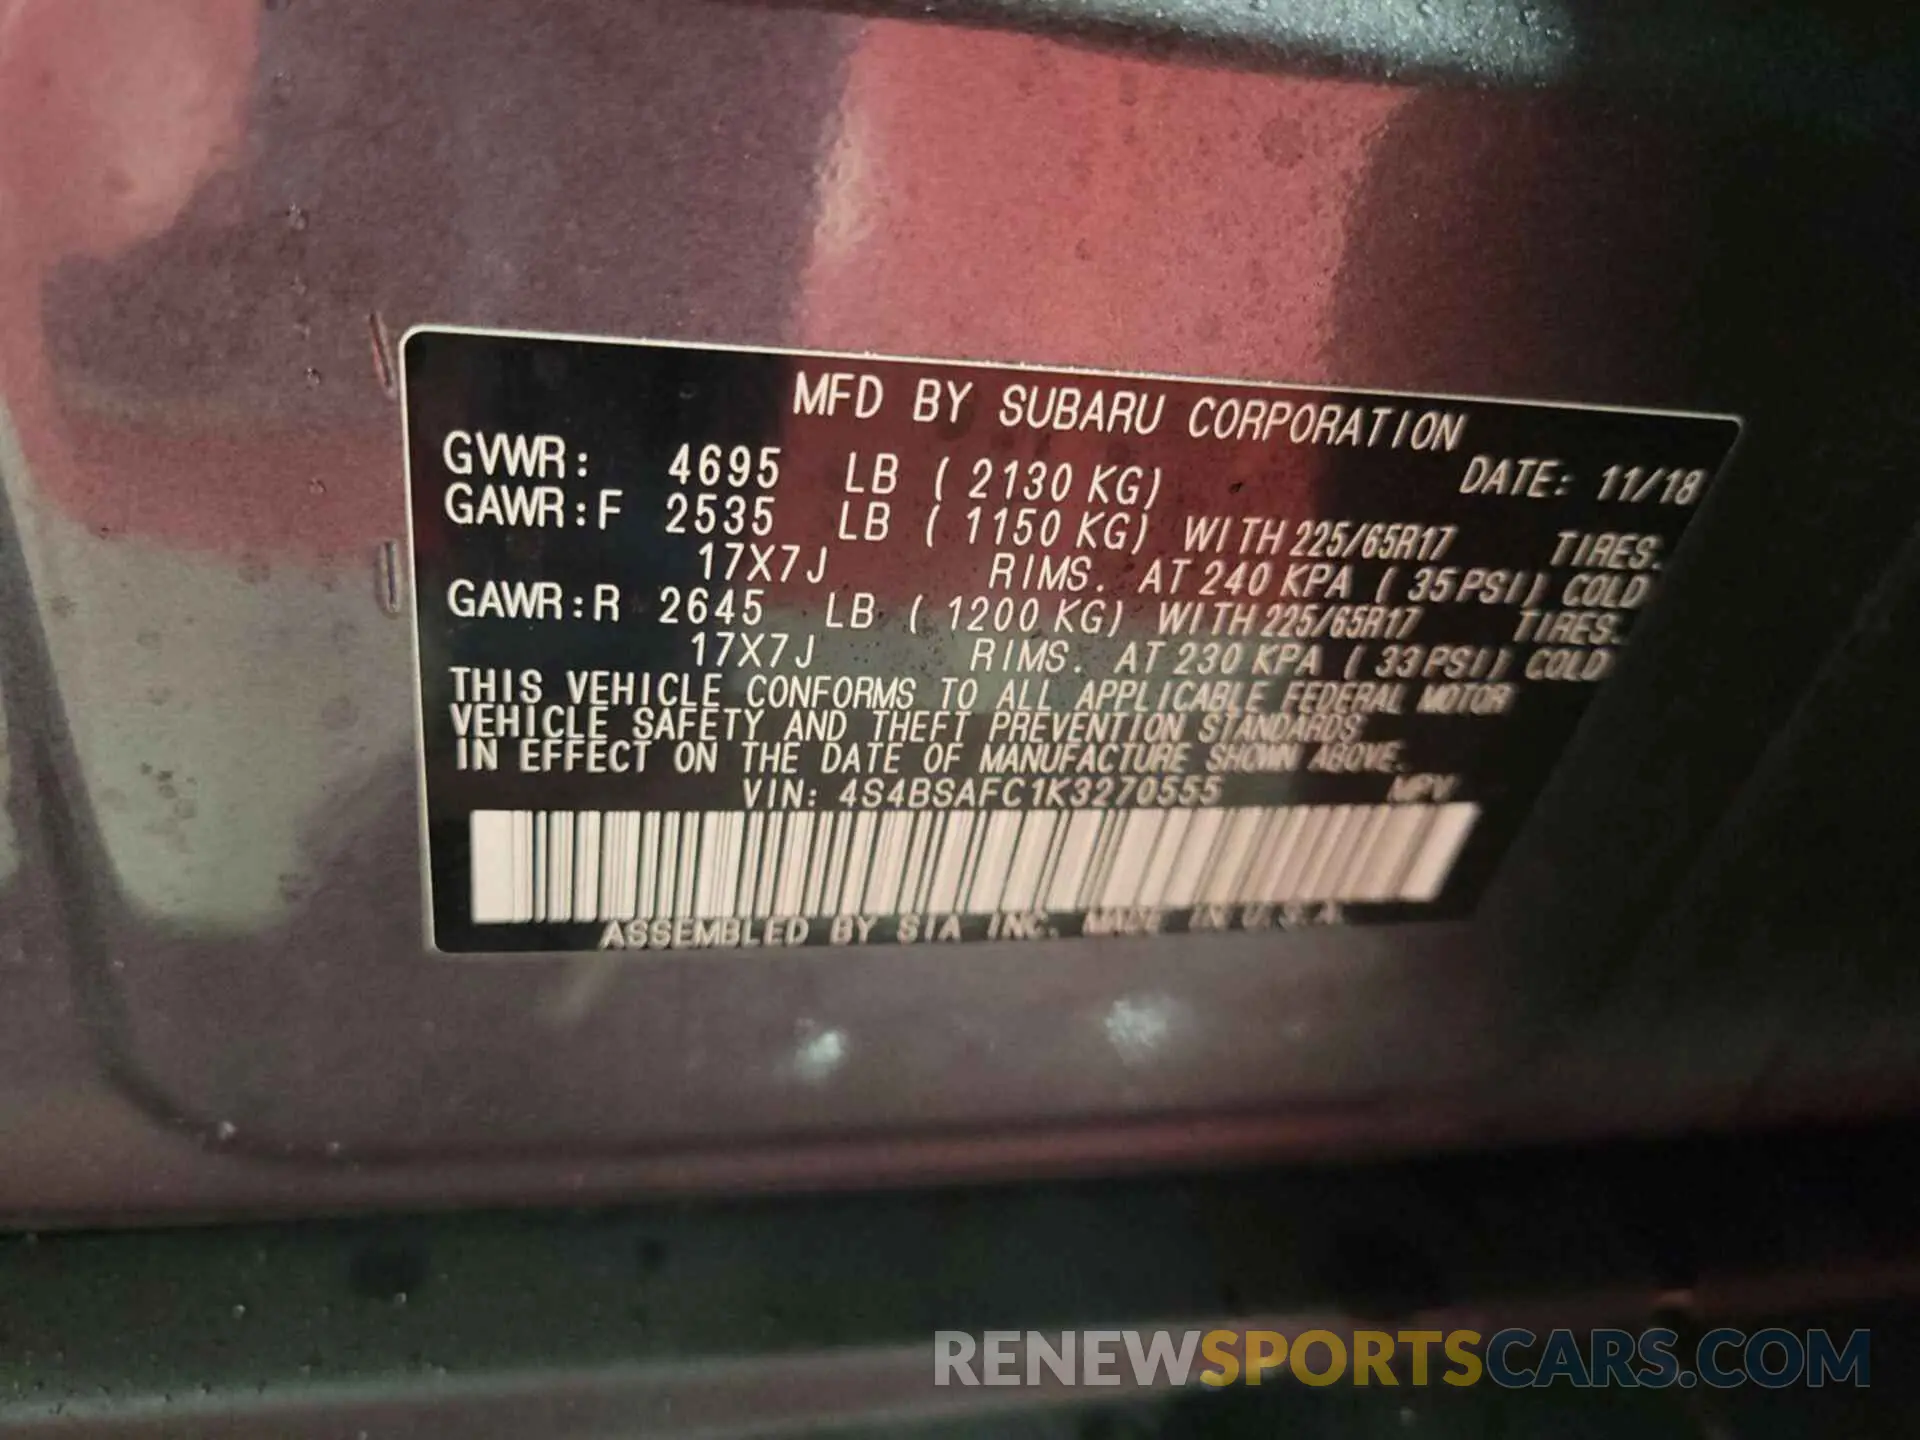 MFD BY SUBARU CORPORATION
GVWR: 4695 LB ( 2130 KG) DATE: 11/18
GAWR:F 2535 LB ( 1150 KG) WITH 225/65R17 TIRES.
17X7J RIMS. AT 240 KPA ( 35PSI) COLD
GAWR:R 2645 LB ( 1200 KG) WITH 225/65R17 TIRES.
17X7J RIMS. AT 230 KPA ( 33PSI) COLD
THIS VEHICLE CONFORMS TO ALL APPLICABLE FEDERAL MOTOR
VEHICLE SAFETY AND THEFT PREVENTION STANDARDS
IN EFFECT ON THE DATE OF MANUFACTURE SHOWN ABOVE.
VIN: 4S4BSAFC1K3270555 MPV
ASSEMBLED BY SIA INC. MADE IN U.S.A.
RENEWSPORTSCARS.COM